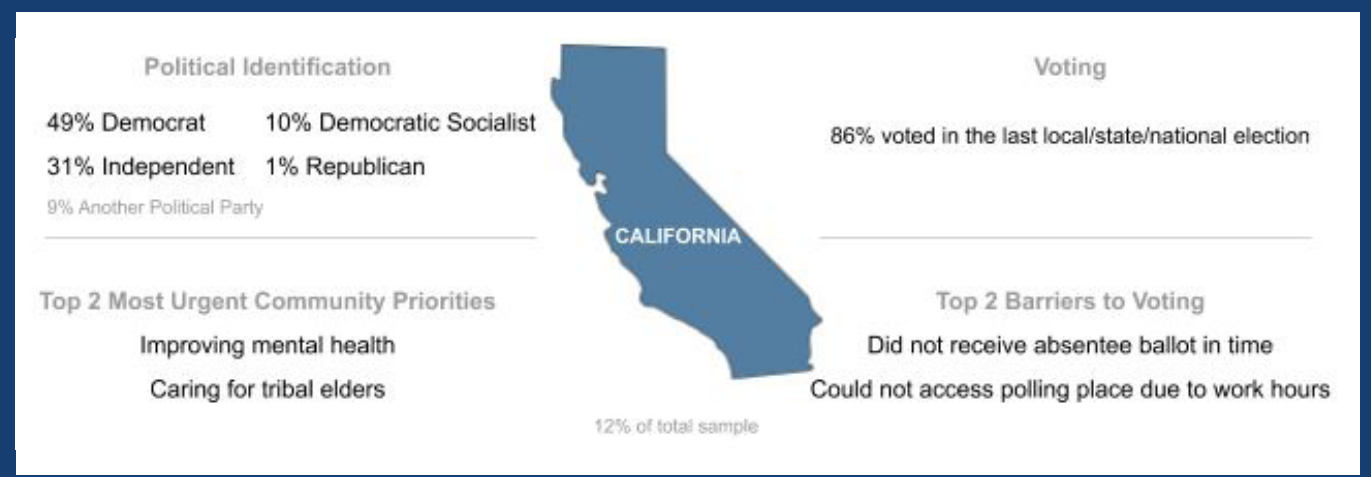 Political Identification
49% Democrat
10% Democratic Socialist
31% Independent
1% Republican
9% Another Political Party
Top 2 Most Urgent Community Priorities
Improving mental health
Caring for tribal elders
CALIFORNIA
12% of total sample
Voting
86% voted in the last local/state/national election
Top 2 Barriers to Voting
Did not receive absentee ballot in time
Could not access polling place due to work hours